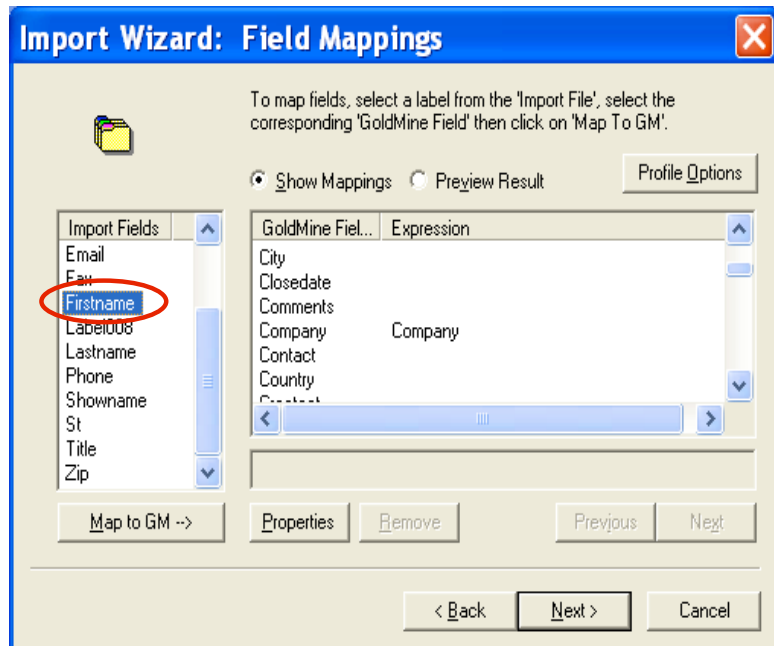 Import Wizard: Field Mappings
To map fields, select a label from the 'Import File', select the
corresponding 'GoldMine Field' then click on 'Map To GM'.
Show Mappings Preview Result Profile Options
Import Fields
Email
Fax
Firstname
Label008
Lastname
Phone
Showname
St
Title
Zip
GoldMine Fiel... Expression
City
Closedate
Comments
Company Company
Contact
Country
Map to GM --> Properties Remove Previous Next
< Back Next > Cancel